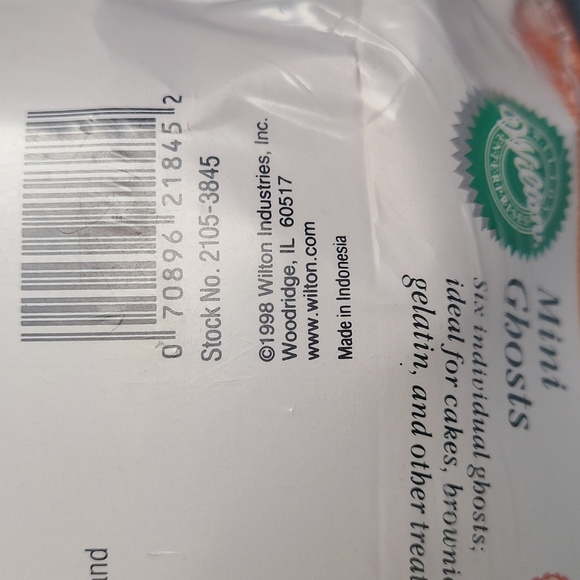 Mini
Ghosts
Six individual ghosts;
ideal for cakes, browni
gelatin, and other treat
Wilton
0 70896 21845 2
Stock No. 2105-3845
©1998 Wilton Industries, Inc.
Woodridge, IL 60517
www.wilton.com
Made in Indonesia
and